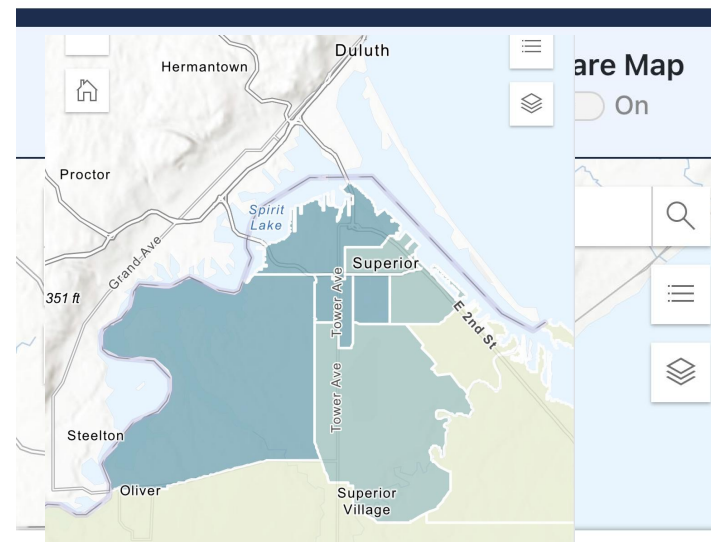 Duluth
Hermantown
are Map
On
Proctor
Spirit
Lake
Grand Ave
Superior
Tower Ave
351 ft
E 2nd St
Tower Ave
Steelton
Oliver
Superior
Village